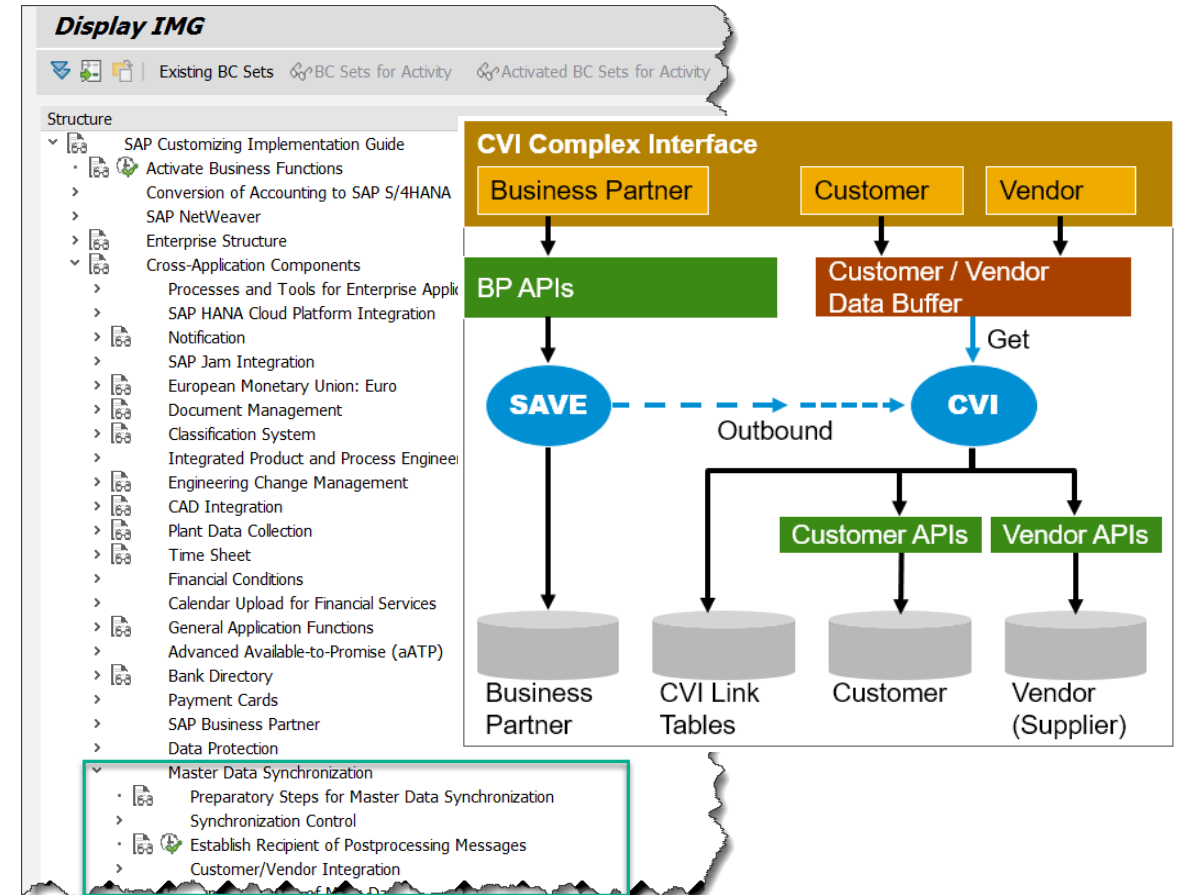 Display IMG
Existing BC Sets BC Sets for Activity Activated BC Sets for Activity
Structure
SAP Customizing Implementation Guide
Activate Business Functions
Conversion of Accounting to SAP S/4HANA
SAP NetWeaver
Enterprise Structure
Cross-Application Components
Processes and Tools for Enterprise
SAP HANA Cloud Platform Integration
Notification
SAP Jam Integration
European Monetary Union: Euro
Document Management
Classification System
Integrated Product and Process
Engineering Change Management
CAD Integration
Plant Data Collection
Time Sheet
Financial Conditions
Calendar Upload for Financial Services
General Application Functions
Advanced Available-to-Promise (aATP)
Bank Directory
Payment Cards
SAP Business Partner
Data Protection
Master Data Synchronization
Preparatory Steps for Master Data Synchronization
Synchronization Control
Establish Recipient of Postprocessing Messages
Customer/Vendor Integration
CVI Complex Interface
Business Partner
Customer
Vendor
BP APIs
Customer / Vendor
Data Buffer
Get
SAVE
CVI
Outbound
Customer APIs
Vendor APIs
Business
Partner
CVI Link
Tables
Customer
Vendor
(Supplier)